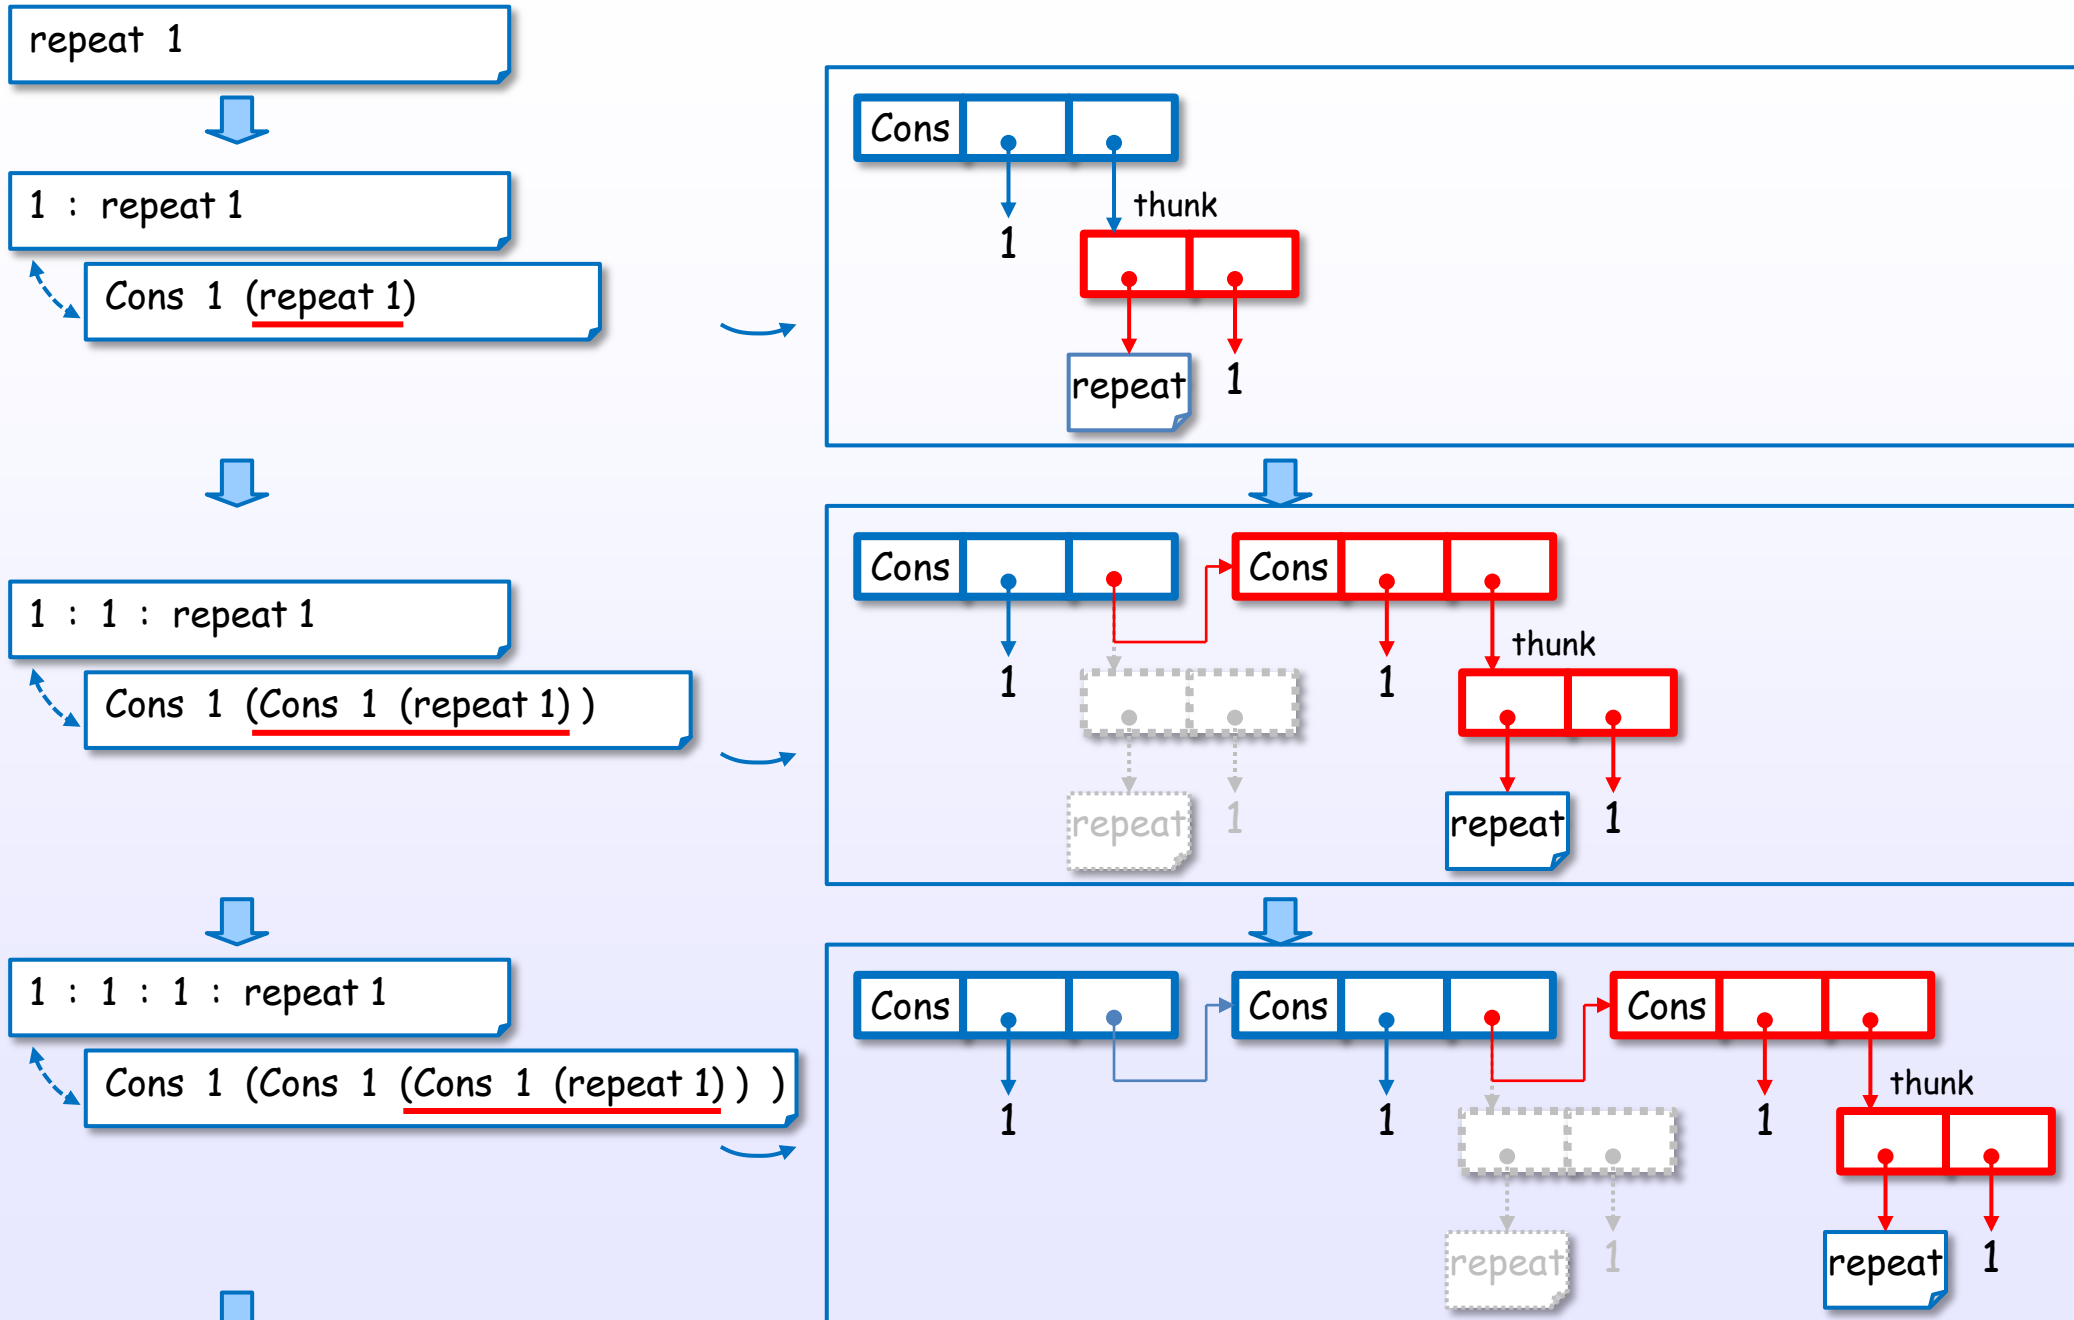 repeat 1
1 : repeat 1
Cons 1 (repeat 1)
Cons
1
thunk
repeat 1
1 : 1 : repeat 1
Cons 1 (Cons 1 (repeat 1) )
Cons Cons
1 1
thunk
repeat 1 repeat 1
1 : 1 : 1 : repeat 1
Cons 1 (Cons 1 (Cons 1 (repeat 1) ) )
Cons Cons Cons
1 1 1
thunk
repeat 1 repeat 1